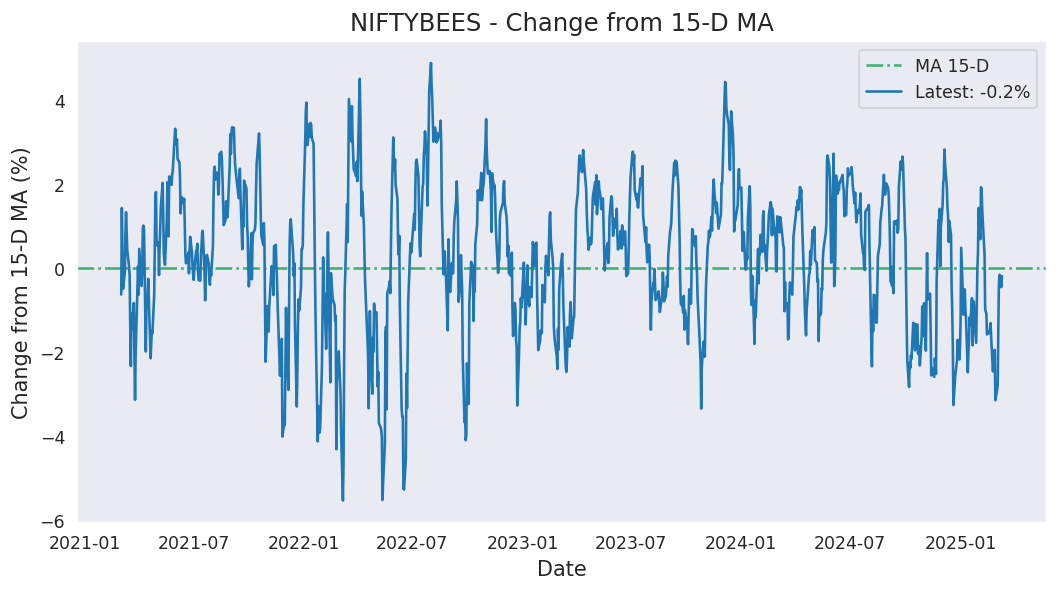 NIFTYBEES - Change from 15-D MA
MA 15-D
Latest: -0.2%
Change from 15-D MA (%)
4
2
0
−2
−4
−6
2021-01 2021-07 2022-01 2022-07 2023-01 2023-07 2024-01 2024-07 2025-01
Date